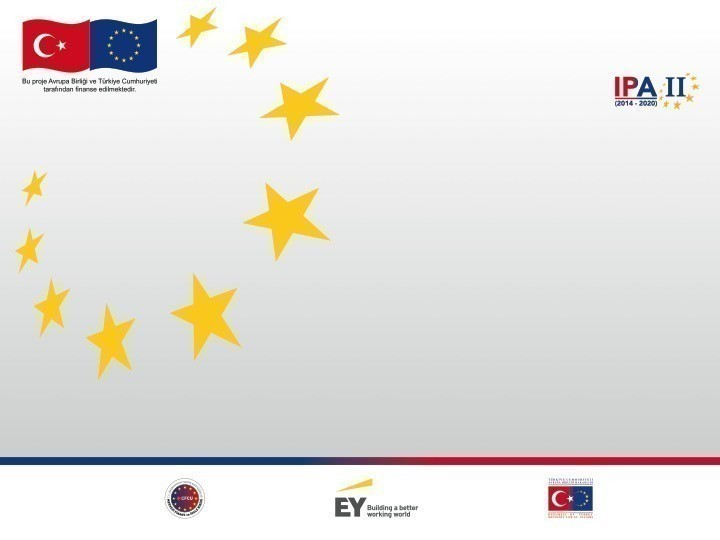 Bu proje Avrupa Birliği ve Türkiye Cumhuriyeti
tarafından finanse edilmektedir.
IPA II
(2014 - 2020)
CFCU
EY Building a better
working world